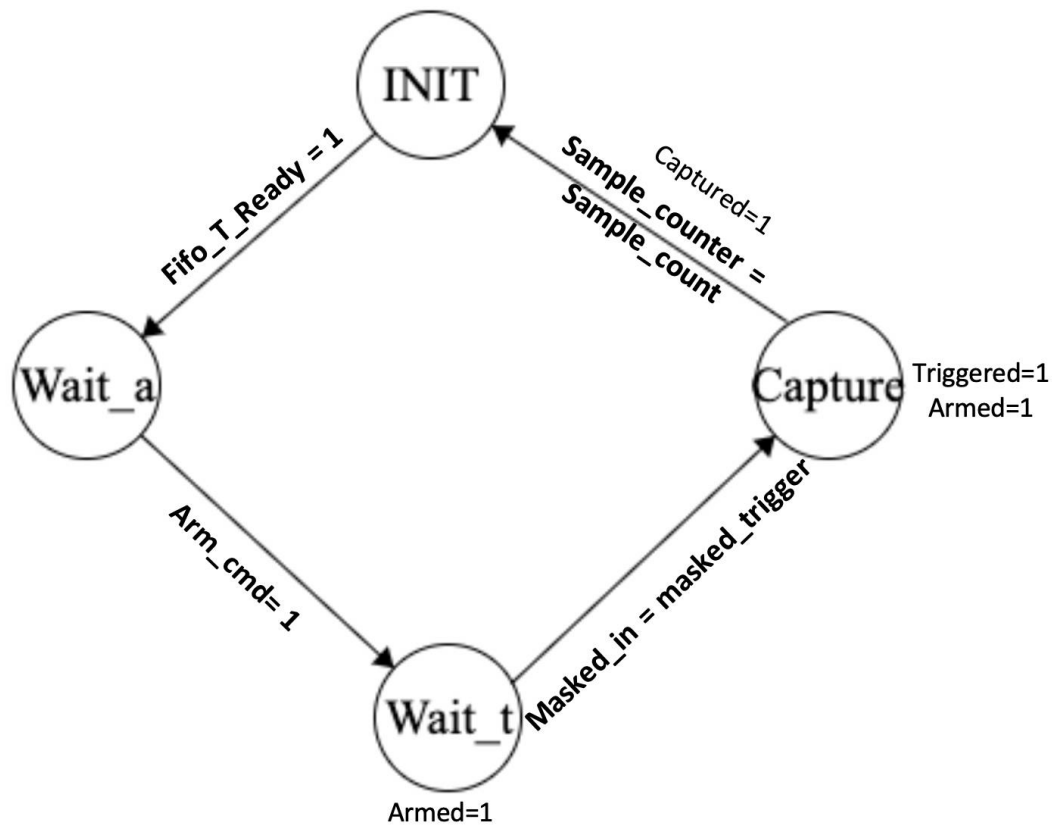 INIT
Fifo_T_Ready = 1
Captured=1
Sample_counter =
Sample_count
Wait_a
Capture
Triggered=1
Armed=1
Arm_cmd= 1
Masked_in = masked_trigger
Wait_t
Armed=1